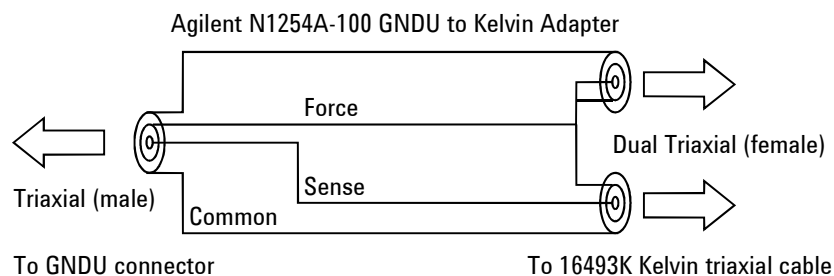 Agilent N1254A-100 GNDU to Kelvin Adapter
Force
Dual Triaxial (female)
Triaxial (male)
Sense
Common
To GNDU connector
To 16493K Kelvin triaxial cable